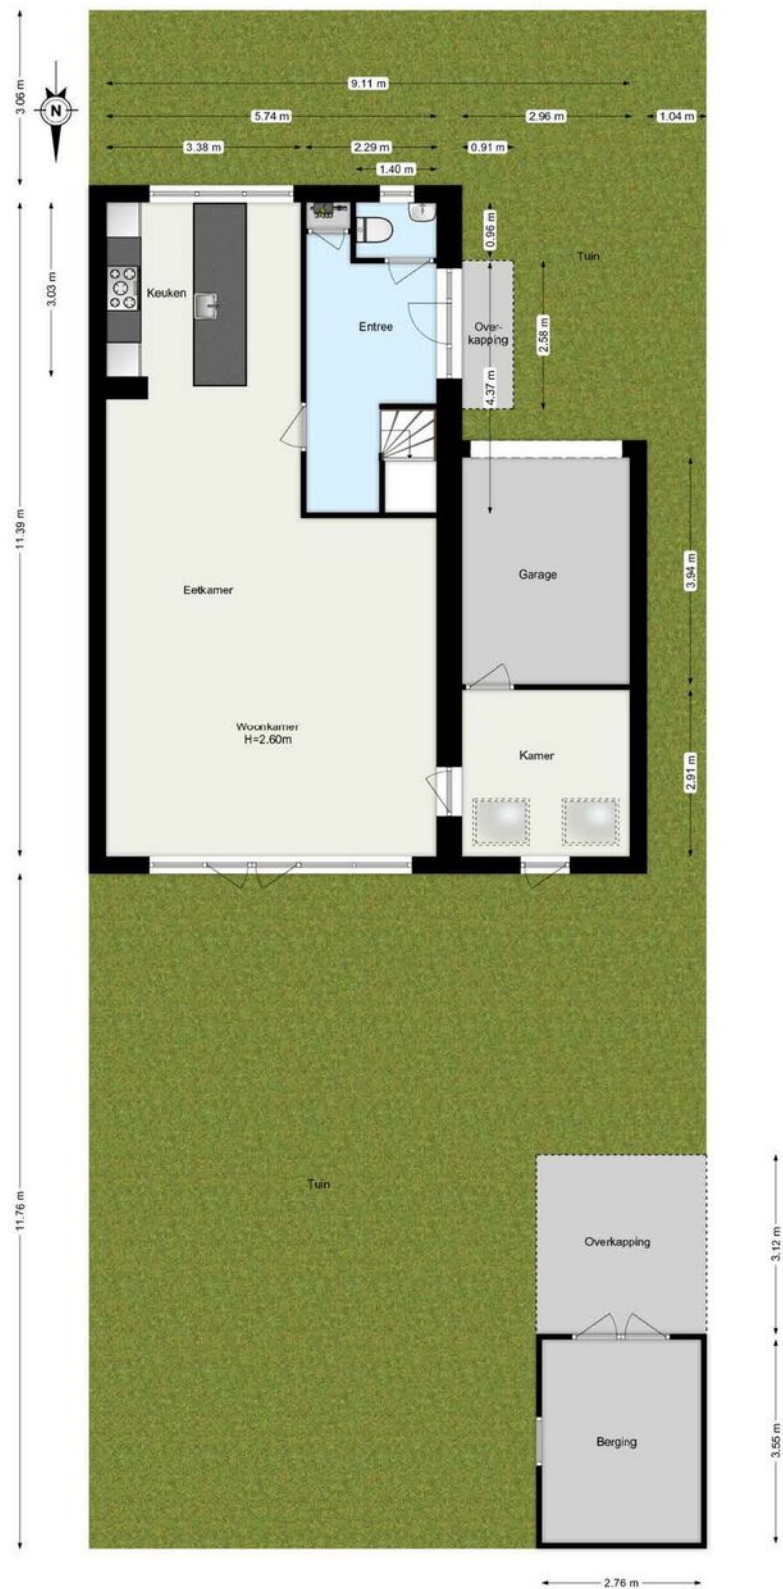 9.11 m
3.06 m
N
5.74 m
2.96 m
1.04 m
3.38 m
2.29 m
0.91 m
1.40 m
0.96 m
Tuin
3.03 m
Keuken
Entree
Over-
kapping
2.58 m
4.37 m
11.39 m
Eetkamer
Garage
3.94 m
Woonkamer
H=2.60m
Kamer
2.91 m
11.76 m
Tuin
Overkapping
3.12 m
Berging
3.55 m
2.76 m